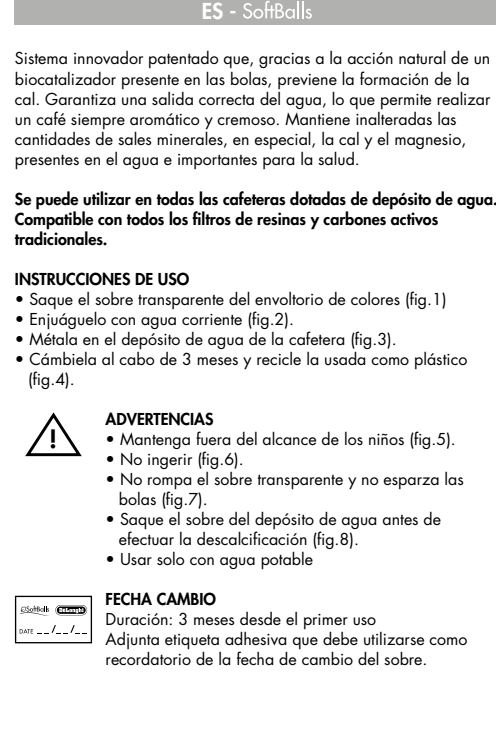 ES - SoftBalls
Sistema innovador patentado que, gracias a la acción natural de un
biocatalizador presente en las bolas, previene la formación de la
cal. Garantiza una salida correcta del agua, lo que permite realizar
un café siempre aromático y cremoso. Mantiene inalteradas las
cantidades de sales minerales, en especial, la cal y el magnesio,
presentes en el agua e importantes para la salud.
Se puede utilizar en todas las cafeteras dotadas de depósito de agua.
Compatible con todos los filtros de resinas y carbones activos
tradicionales.
INSTRUCCIONES DE USO
• Saque el sobre transparente del envoltorio de colores (fig.1)
• Enjuáguelo con agua corriente (fig.2).
• Métala en el depósito de agua de la cafetera (fig.3).
• Cámbiela al cabo de 3 meses y recicle la usada como plástico
(fig.4).
ADVERTENCIAS
• Mantenga fuera del alcance de los niños (fig.5).
• No ingerir (fig.6).
• No rompa el sobre transparente y no esparza las
bolas (fig.7).
• Saque el sobre del depósito de agua antes de
efectuar la descalcificación (fig.8).
• Usar solo con agua potable
SoftBalls DeLonghi
DATE _ _ / _ _ / _ _
FECHA CAMBIO
Duración: 3 meses desde el primer uso
Adjunta etiqueta adhesiva que debe utilizarse como
recordatorio de la fecha de cambio del sobre.